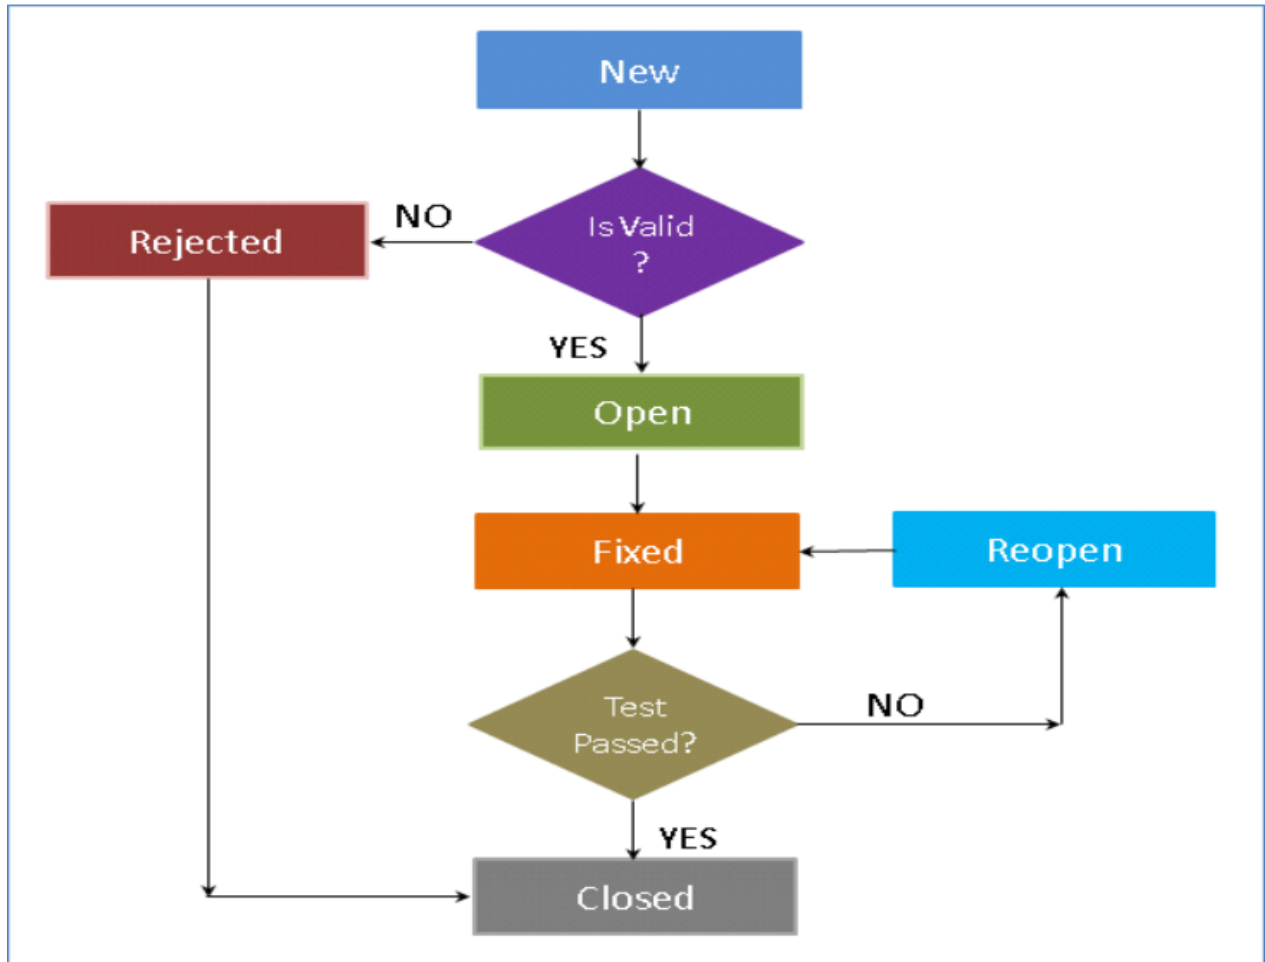 New
NO
Rejected
Is Valid
?
YES
Open
Fixed
Reopen
Test
Passed?
NO
YES
Closed